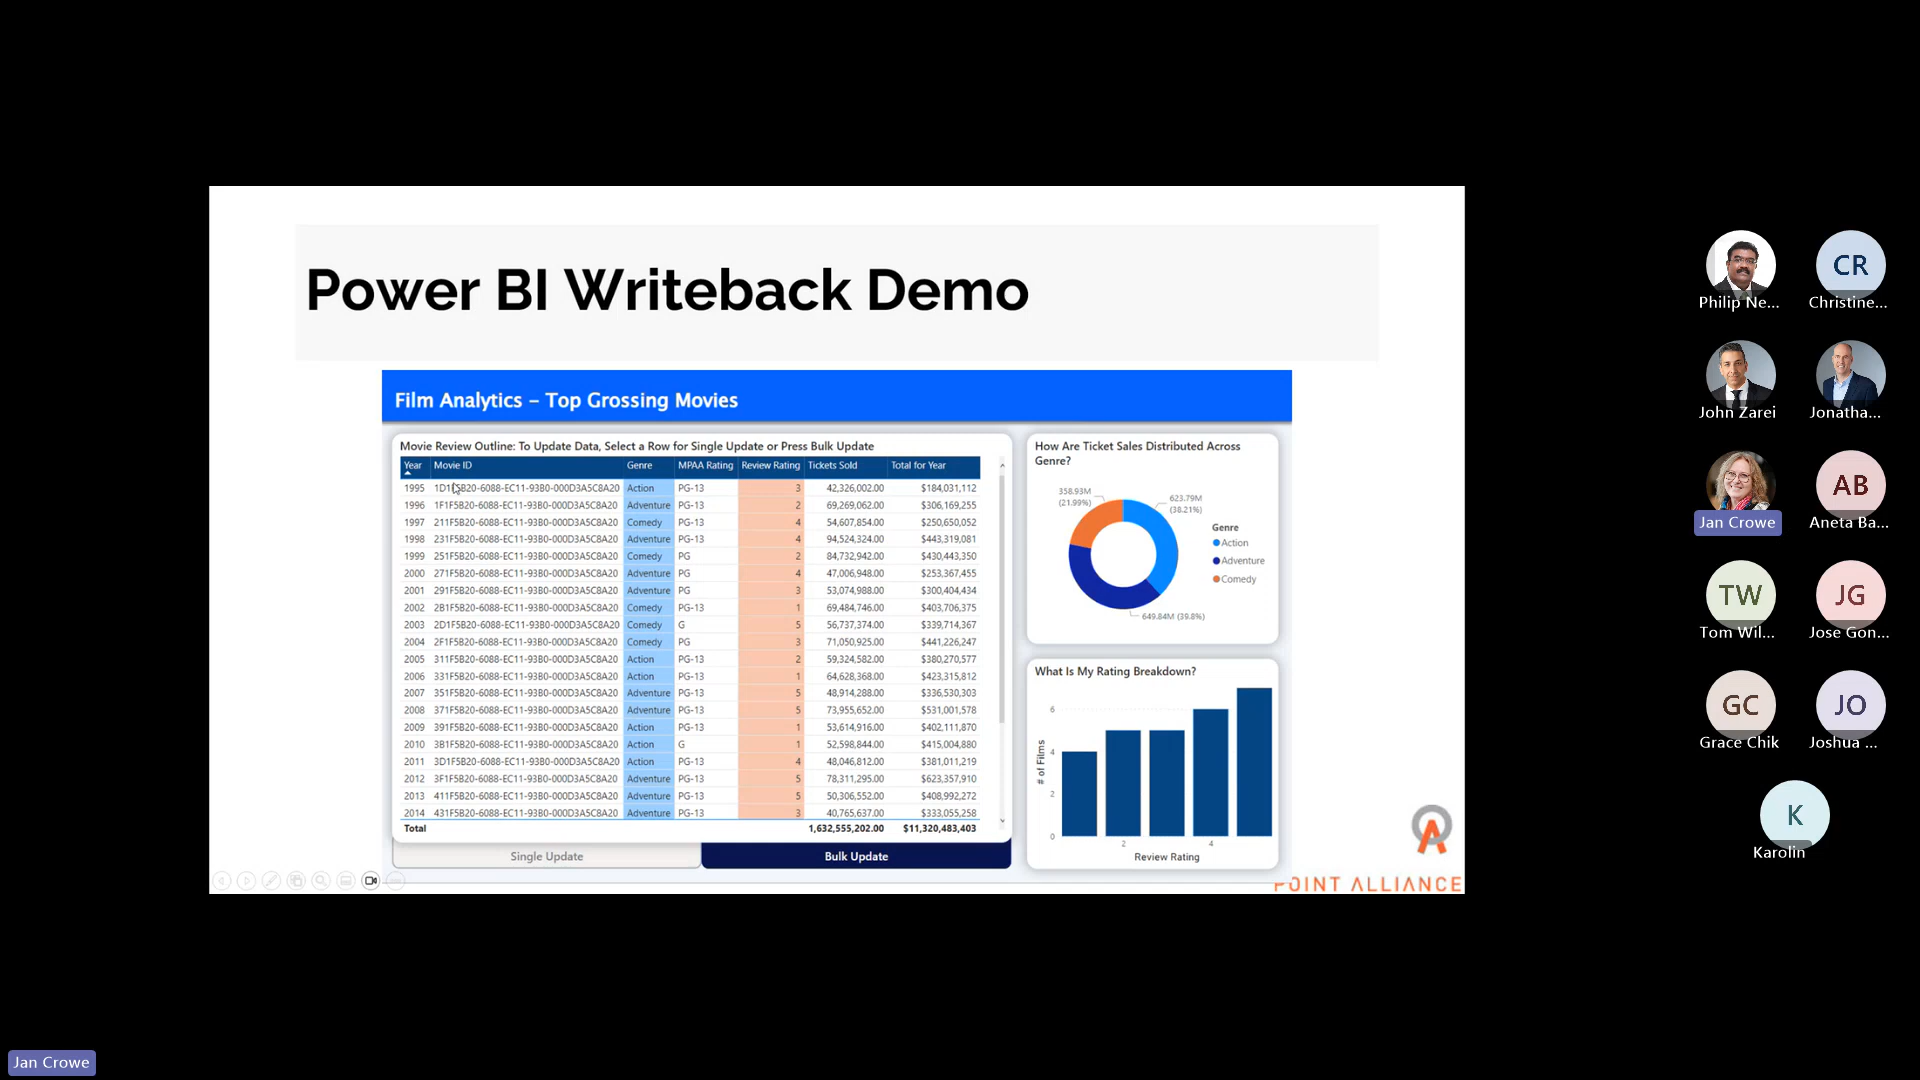 Power BI Writeback Demo
Film Analytics – Top Grossing Movies
Movie Review Outline: To Update Data, Select a Row for Single Update or Press Bulk Update
Year Movie ID Genre MPAA Rating Review Rating Tickets Sold Total for Year
1995 1D1F5B20-6088-EC11-93B0-000D3A5C8A20 Action PG-13 3 42,326,002.00 $184,031,112
1996 1F1F5B20-6088-EC11-93B0-000D3A5C8A20 Adventure PG-13 2 69,269,062.00 $306,169,255
1997 211F5B20-6088-EC11-93B0-000D3A5C8A20 Comedy PG-13 4 54,607,854.00 $250,650,052
1998 231F5B20-6088-EC11-93B0-000D3A5C8A20 Adventure PG-13 4 94,524,324.00 $443,319,081
1999 251F5B20-6088-EC11-93B0-000D3A5C8A20 Comedy PG 2 84,732,942.00 $430,443,350
2000 271F5B20-6088-EC11-93B0-000D3A5C8A20 Adventure PG 4 47,006,948.00 $253,367,455
2001 291F5B20-6088-EC11-93B0-000D3A5C8A20 Adventure PG 3 53,074,988.00 $300,404,434
2002 2B1F5B20-6088-EC11-93B0-000D3A5C8A20 Comedy PG-13 1 69,484,746.00 $403,706,375
2003 2D1F5B20-6088-EC11-93B0-000D3A5C8A20 Comedy G 5 56,737,374.00 $339,714,367
2004 2F1F5B20-6088-EC11-93B0-000D3A5C8A20 Comedy PG 3 71,050,925.00 $441,226,247
2005 311F5B20-6088-EC11-93B0-000D3A5C8A20 Action PG-13 2 59,324,582.00 $380,270,577
2006 331F5B20-6088-EC11-93B0-000D3A5C8A20 Action PG-13 1 64,628,368.00 $423,315,812
2007 351F5B20-6088-EC11-93B0-000D3A5C8A20 Adventure PG-13 5 48,914,288.00 $336,530,303
2008 371F5B20-6088-EC11-93B0-000D3A5C8A20 Adventure PG-13 5 73,955,652.00 $531,001,578
2009 391F5B20-6088-EC11-93B0-000D3A5C8A20 Action PG-13 1 53,614,916.00 $402,111,870
2010 3B1F5B20-6088-EC11-93B0-000D3A5C8A20 Action G 1 52,598,844.00 $415,004,880
2011 3D1F5B20-6088-EC11-93B0-000D3A5C8A20 Action PG-13 4 48,046,812.00 $381,011,219
2012 3F1F5B20-6088-EC11-93B0-000D3A5C8A20 Adventure PG-13 5 78,311,295.00 $623,357,910
2013 411F5B20-6088-EC11-93B0-000D3A5C8A20 Adventure PG-13 5 50,306,552.00 $408,992,272
2014 431F5B20-6088-EC11-93B0-000D3A5C8A20 Adventure PG-13 3 40,765,637.00 $333,055,258
Total 1,632,555,202.00 $11,320,483,403
Single Update
Bulk Update
How Are Ticket Sales Distributed Across
Genre?
358.93M
(21.99%)
623.79M
(38.21%)
649.84M (39.8%)
Genre
Action
Adventure
Comedy
What Is My Rating Breakdown?
# of Films
6
4
2
0
2
4
Review Rating
POINT ALLIANCE
Philip Ne...
CR
Christine...
John Zarei
Jonatha...
Jan Crowe
AB
Aneta Ba...
TW
Tom Wil...
JG
Jose Gon...
GC
Grace Chik
JO
Joshua ...
K
Karolin
Jan Crowe